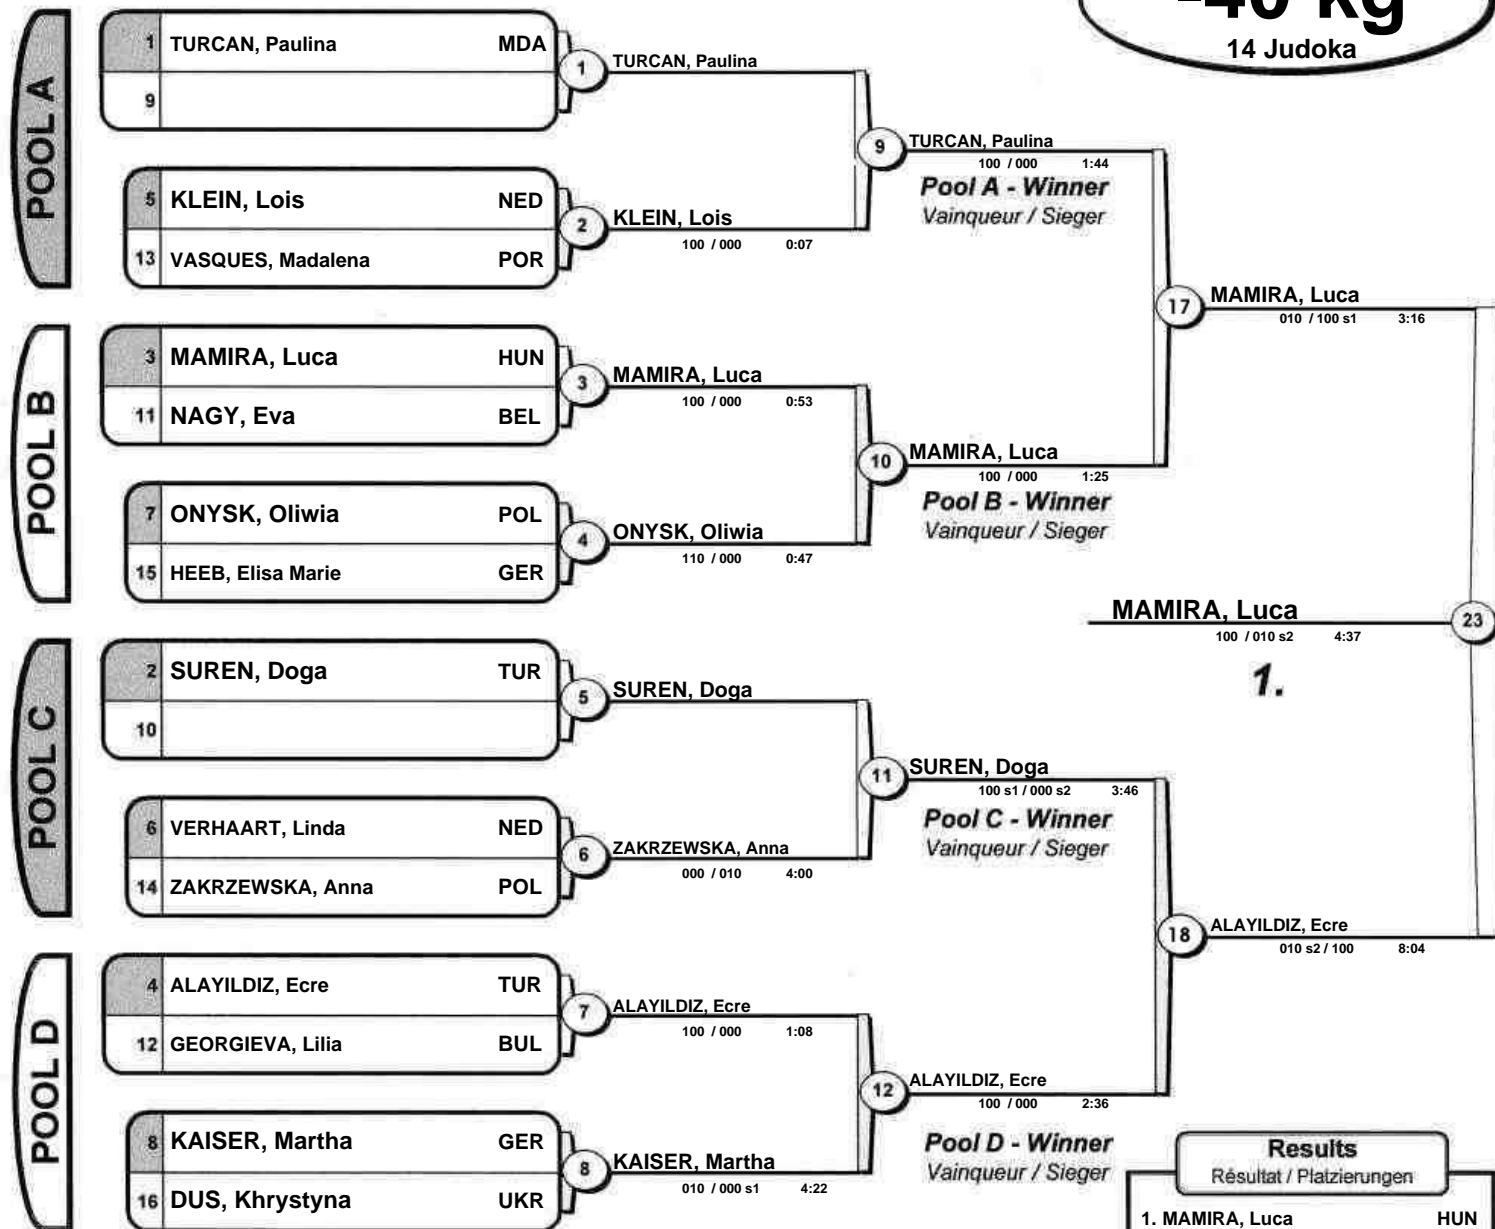 -40 kg
14 Judoka
POOL A
1 TURCAN, Paulina MDA
9
1 TURCAN, Paulina
5 KLEIN, Lois NED
13 VASQUES, Madalena POR
2 KLEIN, Lois
100 / 000 0:07
9 TURCAN, Paulina
100 / 000 1:44
Pool A - Winner
Vainqueur / Sieger
POOL B
3 MAMIRA, Luca HUN
11 NAGY, Eva BEL
3 MAMIRA, Luca
100 / 000 0:53
7 ONYSK, Oliwia POL
15 HEEB, Elisa Marie GER
4 ONYSK, Oliwia
110 / 000 0:47
10 MAMIRA, Luca
100 / 000 1:25
Pool B - Winner
Vainqueur / Sieger
17 MAMIRA, Luca
010 / 100 s1 3:16
MAMIRA, Luca 23
100 / 010 s2 4:37
1.
POOL C
2 SUREN, Doga TUR
10
5 SUREN, Doga
6 VERHAART, Linda NED
14 ZAKRZEWSKA, Anna POL
6 ZAKRZEWSKA, Anna
000 / 010 4:00
11 SUREN, Doga
100 s1 / 000 s2 3:46
Pool C - Winner
Vainqueur / Sieger
18 ALAYILDIZ, Ecre
010 s2 / 100 8:04
POOL D
4 ALAYILDIZ, Ecre TUR
12 GEORGIEVA, Lilia BUL
7 ALAYILDIZ, Ecre
100 / 000 1:08
8 KAISER, Martha GER
16 DUS, Khrystyna UKR
8 KAISER, Martha
010 / 000 s1 4:22
12 ALAYILDIZ, Ecre
100 / 000 2:36
Pool D - Winner
Vainqueur / Sieger
Results
Résultat / Platzierungen
1. MAMIRA, Luca HUN